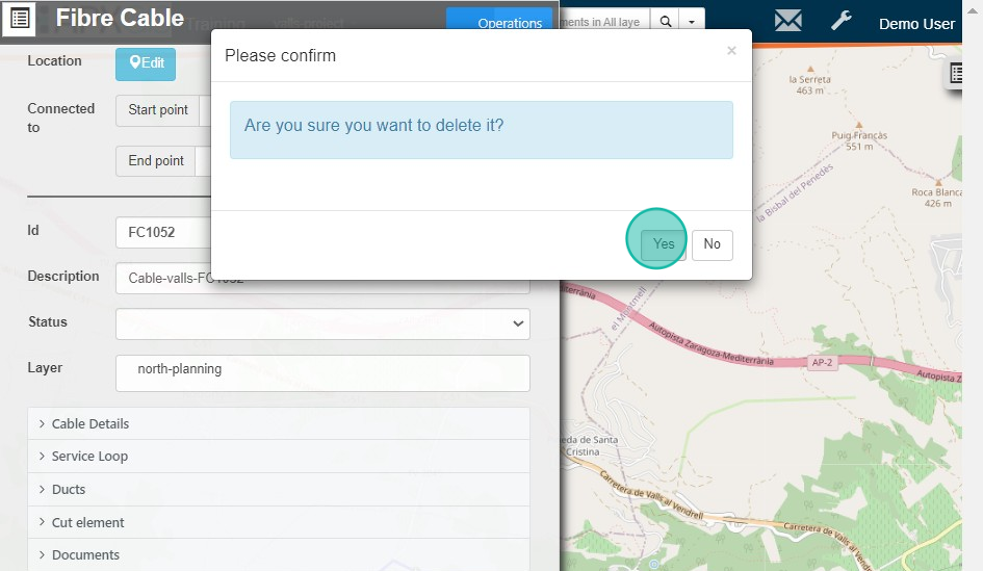 Fibre Cable
Training
valls-project
Operations
ments in All laye
Demo User
Please confirm
×
Are you sure you want to delete it?
Yes
No
Location
Edit
Connected
to
Start point
End point
Id
FC1052
Description
Cable-valls-FC1052
Status
Layer
north-planning
Cable Details
Service Loop
Ducts
Cut element
Documents
la Serreta
463 m
Puig Francàs
551 m
Roca Blanca
426 m
la Bisbal del Penedès
el Montmell
terrània
Autopista Zaragoza-Mediterrània
AP-2
Autopista Z
eda de Santa
Cristina
Carretera de Valls al Vendrell
Carretera de Valls al Vend